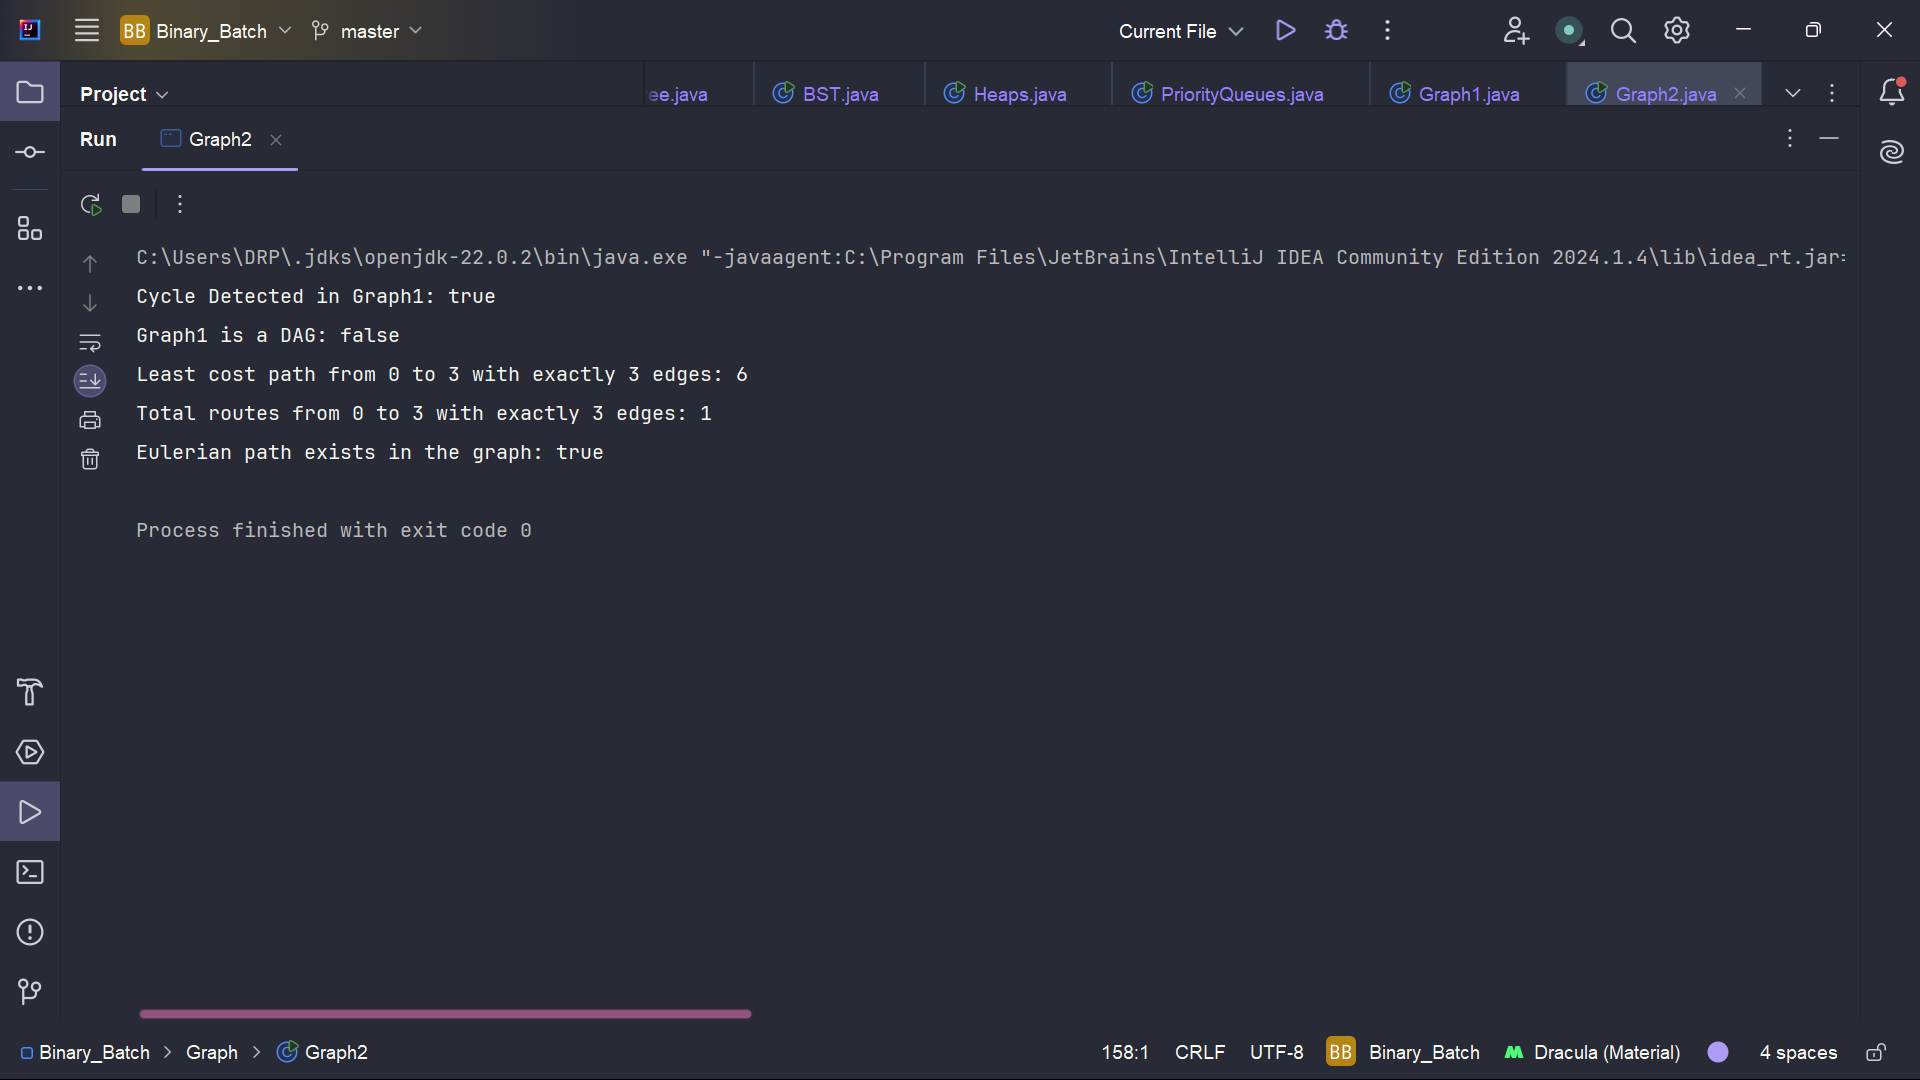 BB Binary_Batch master Current File
Project ee.java BST.java Heaps.java PriorityQueues.java Graph1.java Graph2.java
Run Graph2
C:\Users\DRP\.jdks\openjdk-22.0.2\bin\java.exe "-javaagent:C:\Program Files\JetBrains\IntelliJ IDEA Community Edition 2024.1.4\lib\idea_rt.jar=
Cycle Detected in Graph1: true
Graph1 is a DAG: false
Least cost path from 0 to 3 with exactly 3 edges: 6
Total routes from 0 to 3 with exactly 3 edges: 1
Eulerian path exists in the graph: true
Process finished with exit code 0
Binary_Batch > Graph > Graph2 158:1 CRLF UTF-8 BB Binary_Batch Dracula (Material) 4 spaces